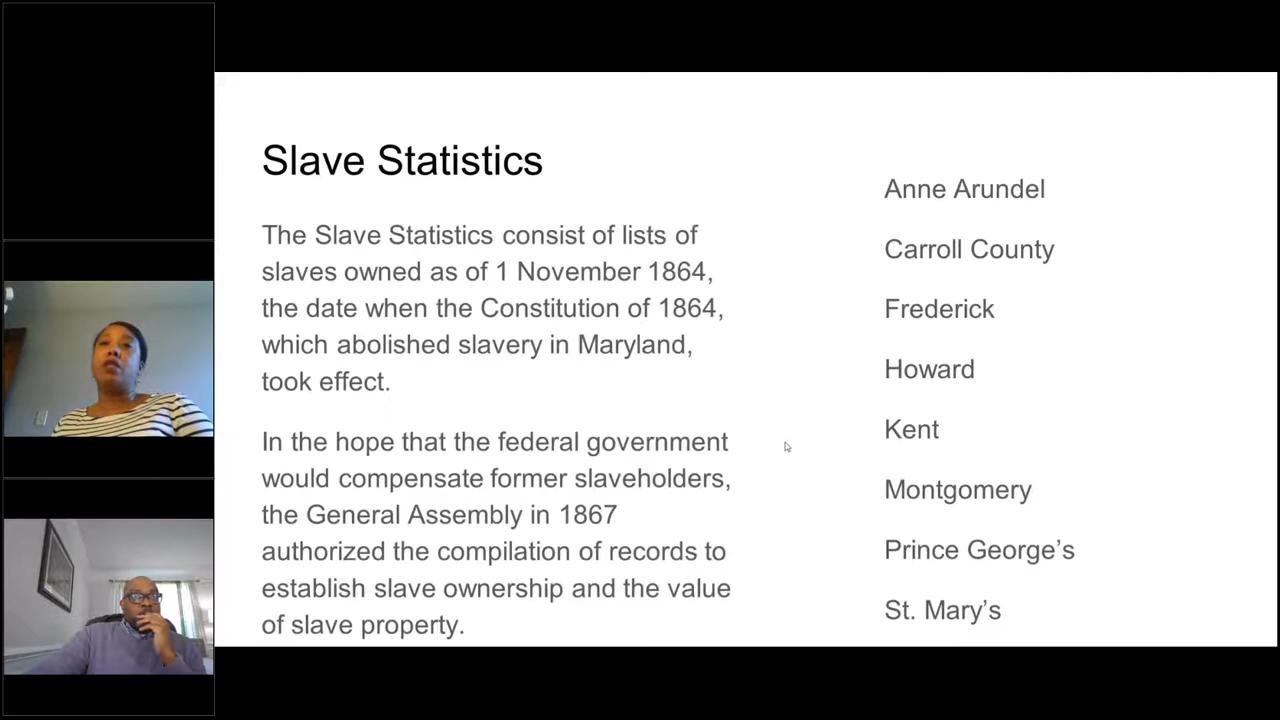 Slave Statistics
The Slave Statistics consist of lists of
slaves owned as of 1 November 1864,
the date when the Constitution of 1864,
which abolished slavery in Maryland,
took effect.
In the hope that the federal government
would compensate former slaveholders,
the General Assembly in 1867
authorized the compilation of records to
establish slave ownership and the value
of slave property.
Anne Arundel
Carroll County
Frederick
Howard
Kent
Montgomery
Prince George’s
St. Mary’s